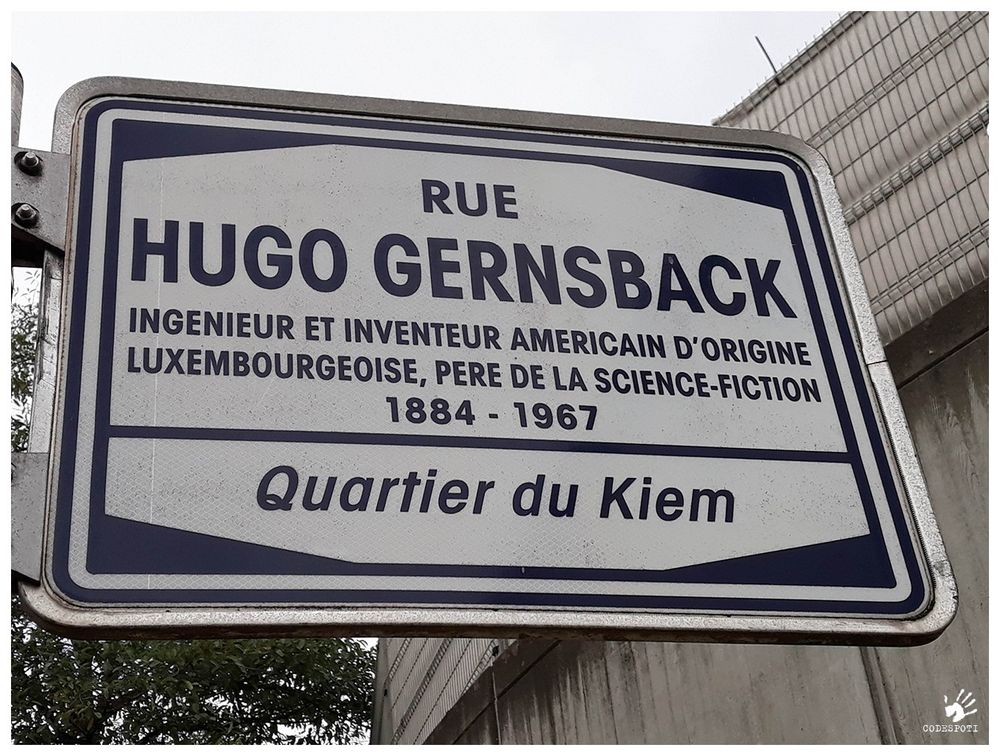 RUE
HUGO GERNSBACK
INGENIEUR ET INVENTEUR AMERICAIN D'ORIGINE
LUXEMBOURGEOISE, PERE DE LA SCIENCE-FICTION
1884 - 1967
Quartier du Kiem
CODESPOTI